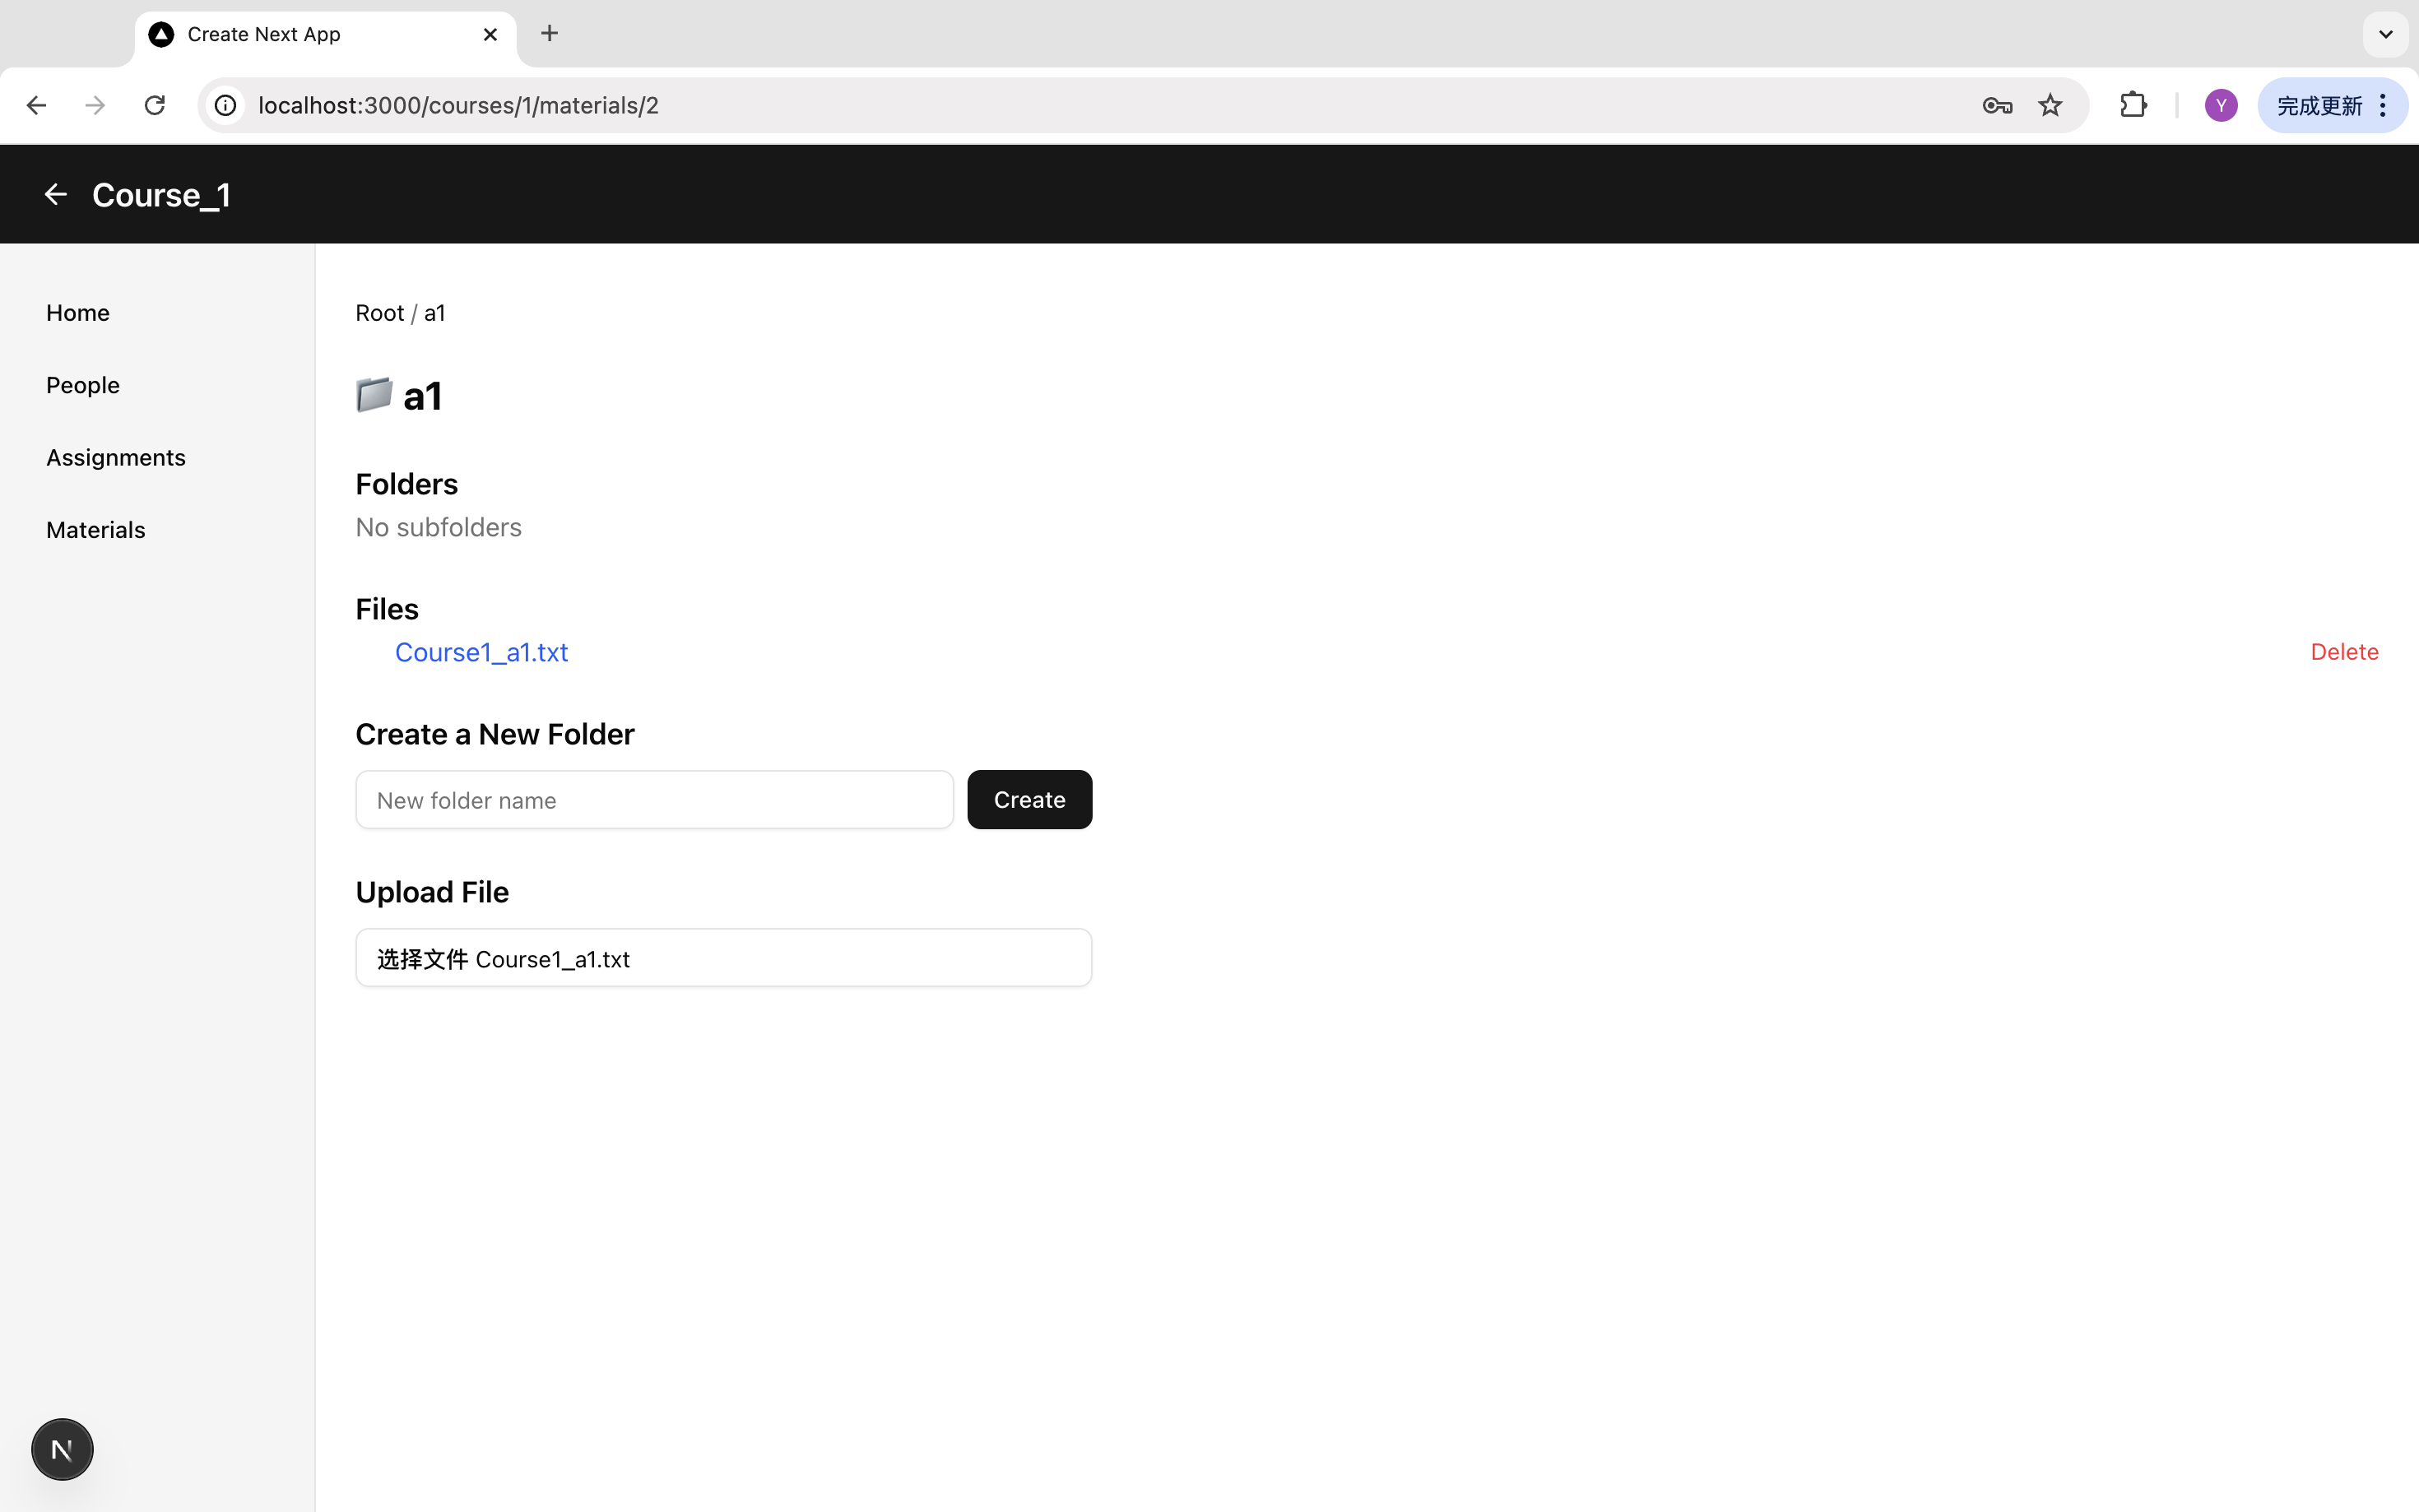 Create Next App
localhost:3000/courses/1/materials/2
Y
完成更新
Course_1
Home
People
Assignments
Materials
Root / a1
a1
Folders
No subfolders
Files
Course1_a1.txt
Delete
Create a New Folder
New folder name
Create
Upload File
选择文件 Course1_a1.txt
N